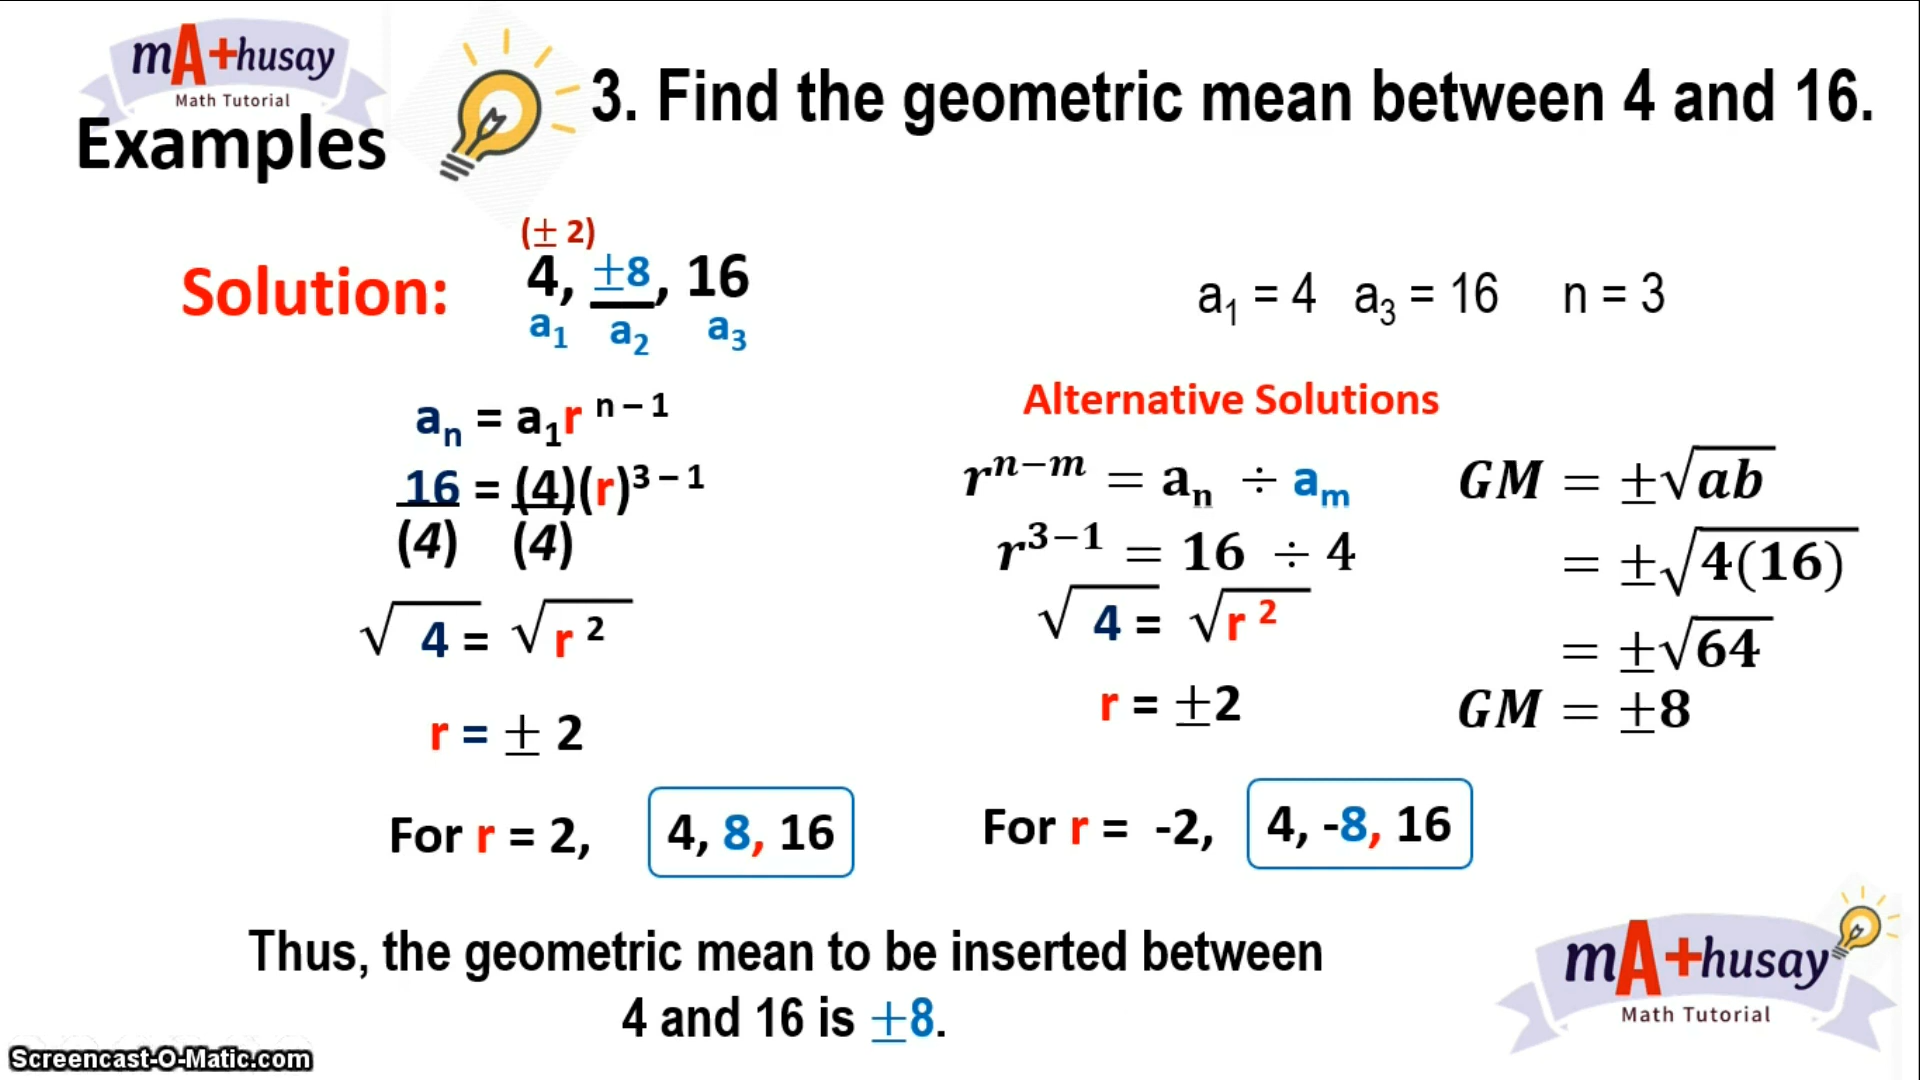 mA+husay
Math Tutorial
Examples
3. Find the geometric mean between 4 and 16.
Solution:
(± 2)
4, ±8, 16
a₁ a₂ a₃
a₁ = 4 a₃ = 16 n = 3
aₙ = a₁r ⁿ ⁻ ¹
16 = (4)(r)³ ⁻ ¹
(4) (4)
√4 = √r ²
r = ± 2
Alternative Solutions
rⁿ⁻ᵐ = aₙ ÷ aₘ
r³⁻¹ = 16 ÷ 4
√4 = √r ²
r = ±2
GM = ±√ab
= ±√4(16)
= ±√64
GM = ±8
For r = 2, 4, 8, 16
For r = -2, 4, -8, 16
Thus, the geometric mean to be inserted between
4 and 16 is ±8.
mA+husay
Math Tutorial
Screencast-O-Matic.com